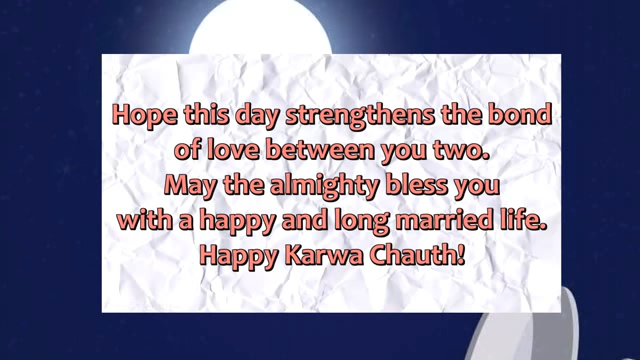 Hope this day strengthens the bond
of love between you two.
May the almighty bless you
with a happy and long married life.
Happy Karwa Chauth!